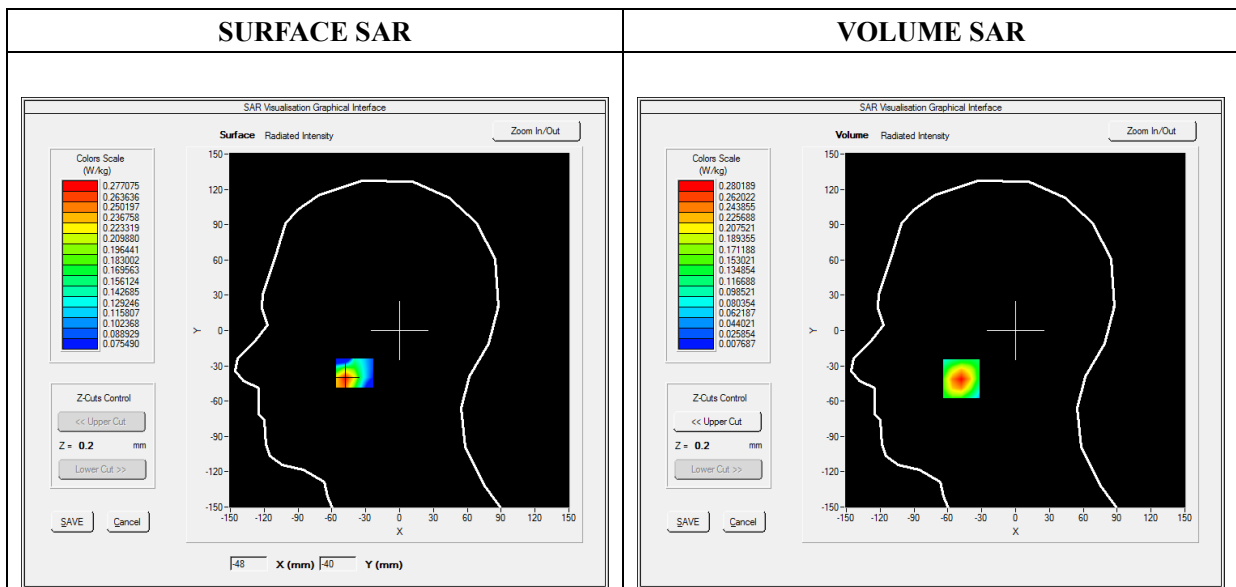 SURFACE SAR
VOLUME SAR
SAR Visualisation Graphical Interface
Surface Radiated Intensity
Zoom In/Out
Colors Scale
(W/kg)
0.277075
0.263636
0.250197
0.236758
0.223319
0.209880
0.196441
0.183002
0.169563
0.156124
0.142685
0.129246
0.115807
0.102368
0.088929
0.075490
150
120
90
60
30
0
-30
-60
-90
-120
-150
Y
-150 -120 -90 -60 -30 0 30 60 90 120 150
X
Z-Cuts Control
<< Upper Cut
Z = 0.2 mm
Lower Cut >>
SAVE Cancel
-48 X (mm) -40 Y (mm)
SAR Visualisation Graphical Interface
Volume Radiated Intensity
Zoom In/Out
Colors Scale
(W/kg)
0.280189
0.262022
0.243855
0.225688
0.207521
0.189355
0.171188
0.153021
0.134854
0.116688
0.098521
0.080354
0.062187
0.044021
0.025854
0.007687
150
120
90
60
30
0
-30
-60
-90
-120
-150
Y
-150 -120 -90 -60 -30 0 30 60 90 120 150
X
Z-Cuts Control
<< Upper Cut
Z = 0.2 mm
Lower Cut >>
SAVE Cancel